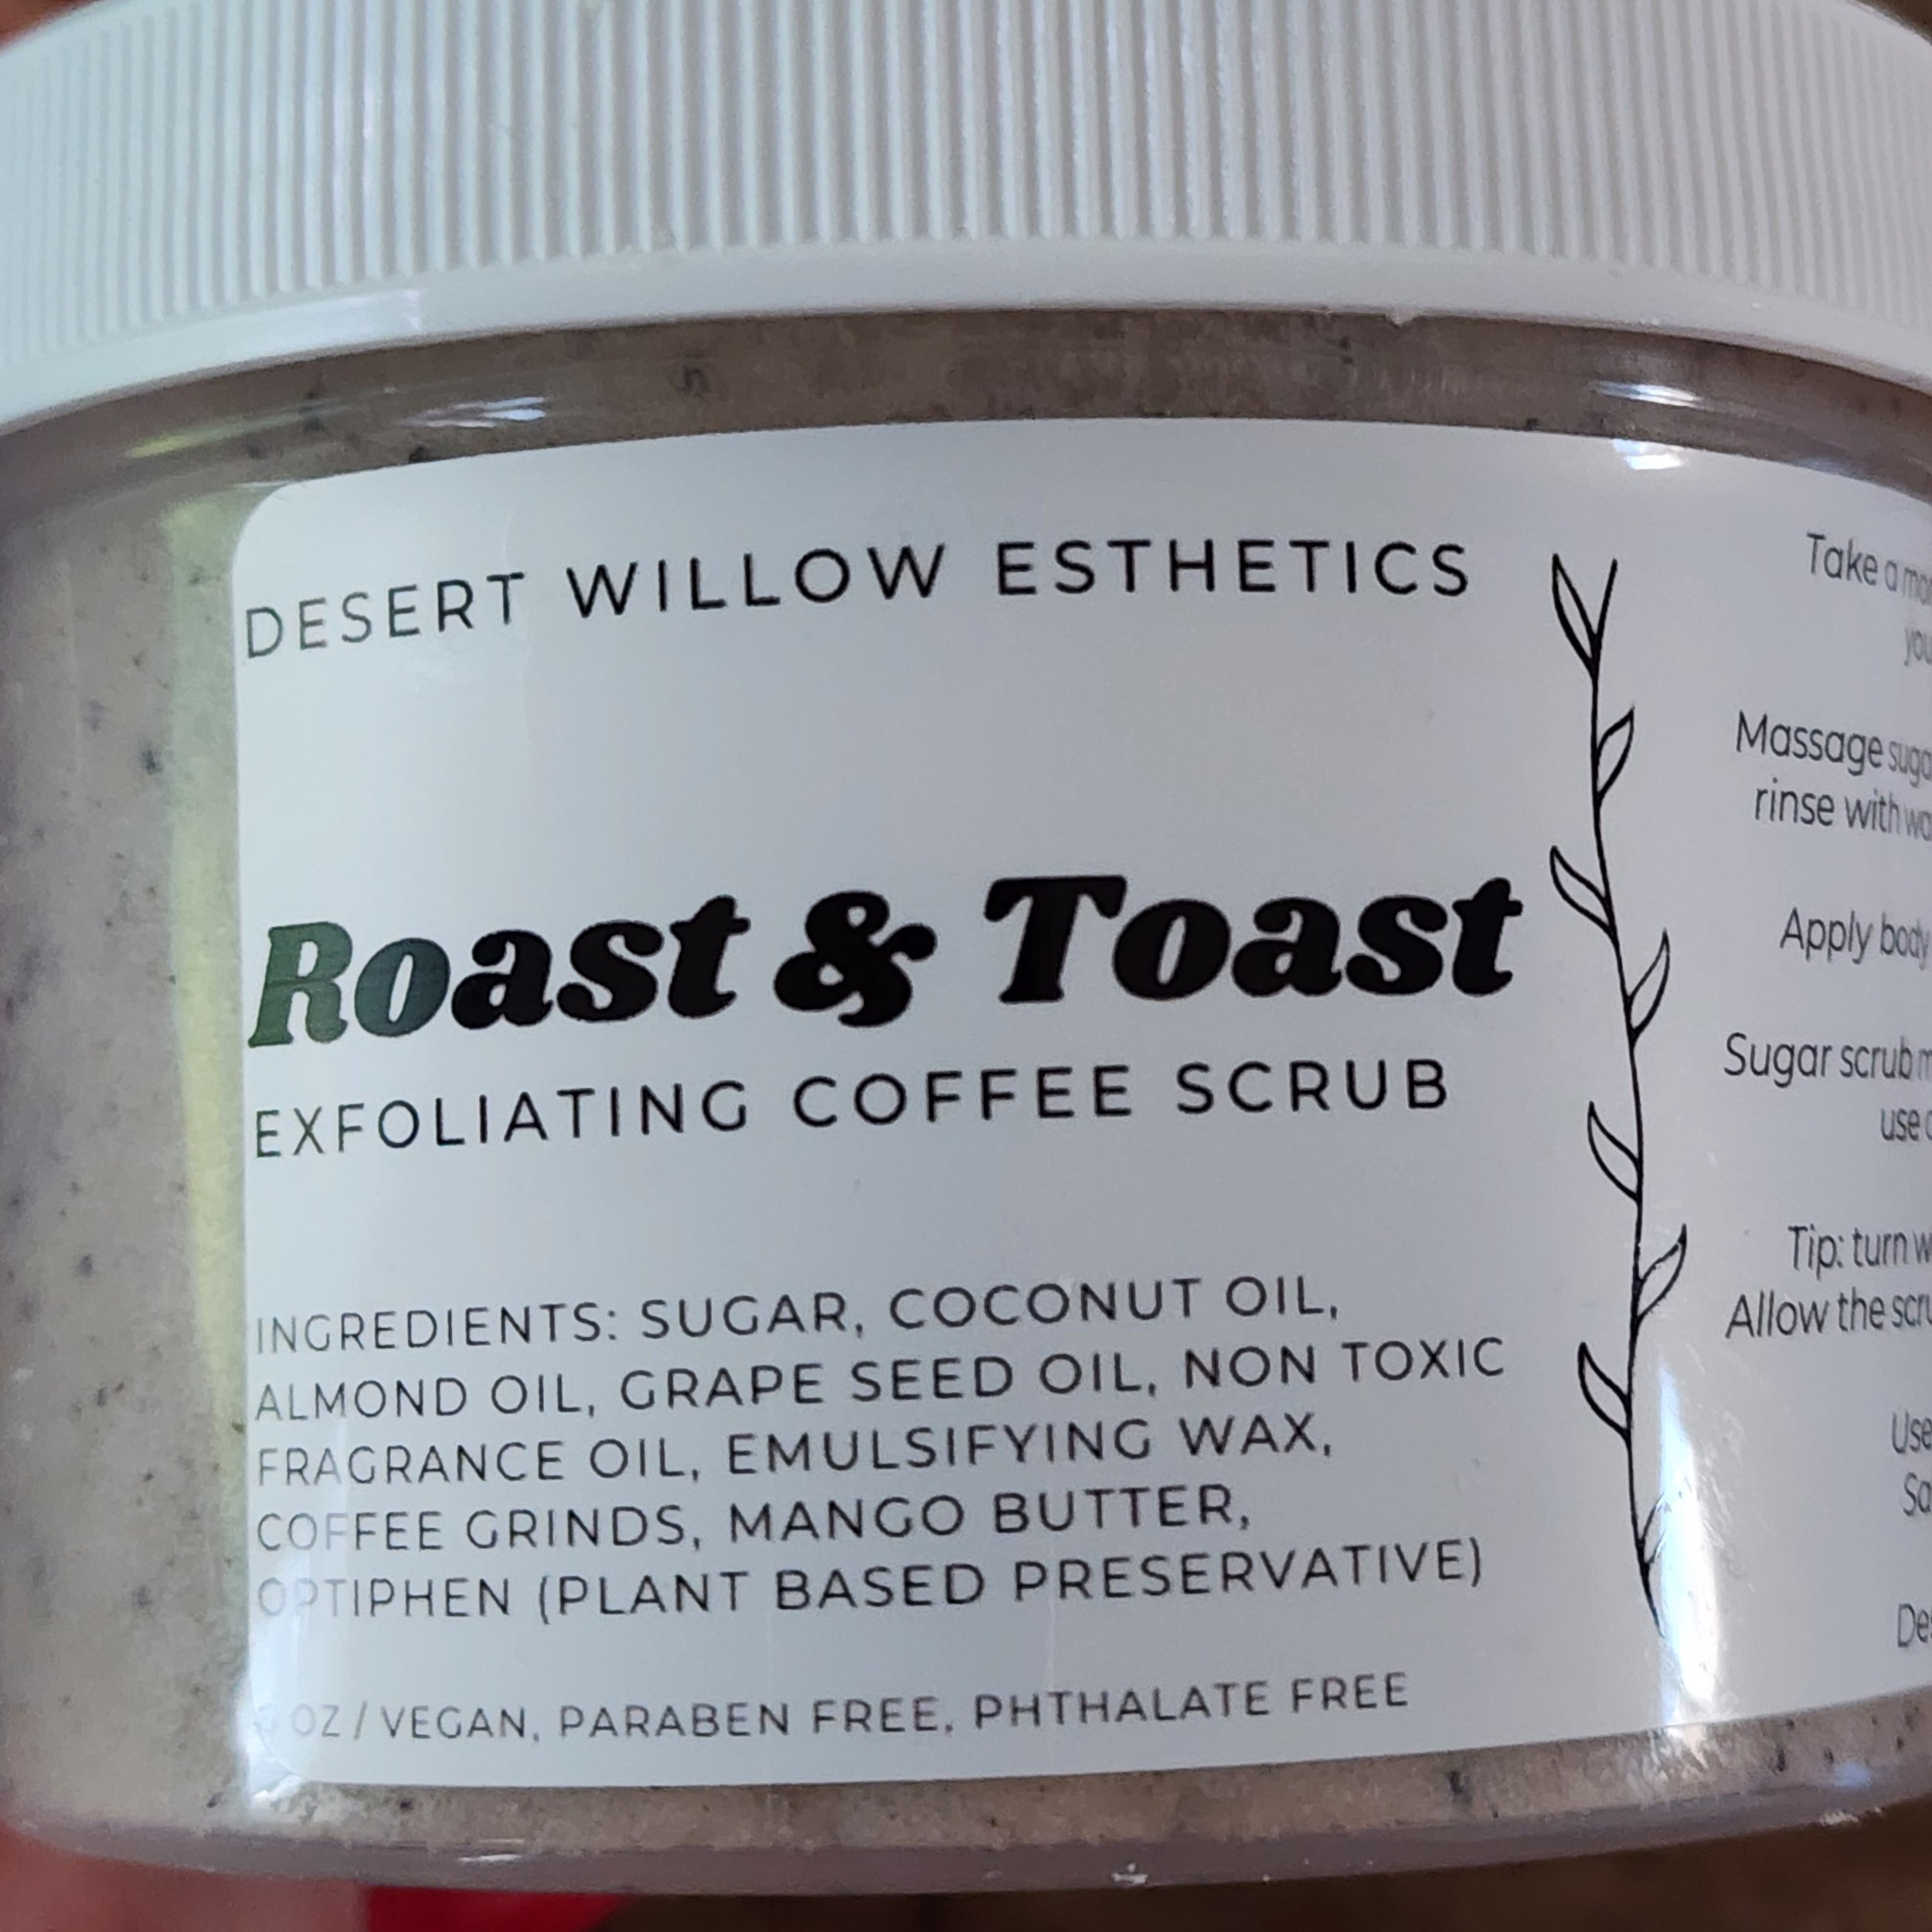 DESERT WILLOW ESTHETICS
Roast & Toast
EXFOLIATING COFFEE SCRUB
INGREDIENTS: SUGAR, COCONUT OIL,
ALMOND OIL, GRAPE SEED OIL, NON TOXIC
FRAGRANCE OIL, EMULSIFYING WAX,
COFFEE GRINDS, MANGO BUTTER,
OPTIPHEN (PLANT BASED PRESERVATIVE)
OZ / VEGAN, PARABEN FREE, PHTHALATE FREE
Take a
Massage
rinse with
Apply body
Sugar scrub
use
Tip: turn
Allow the
Use